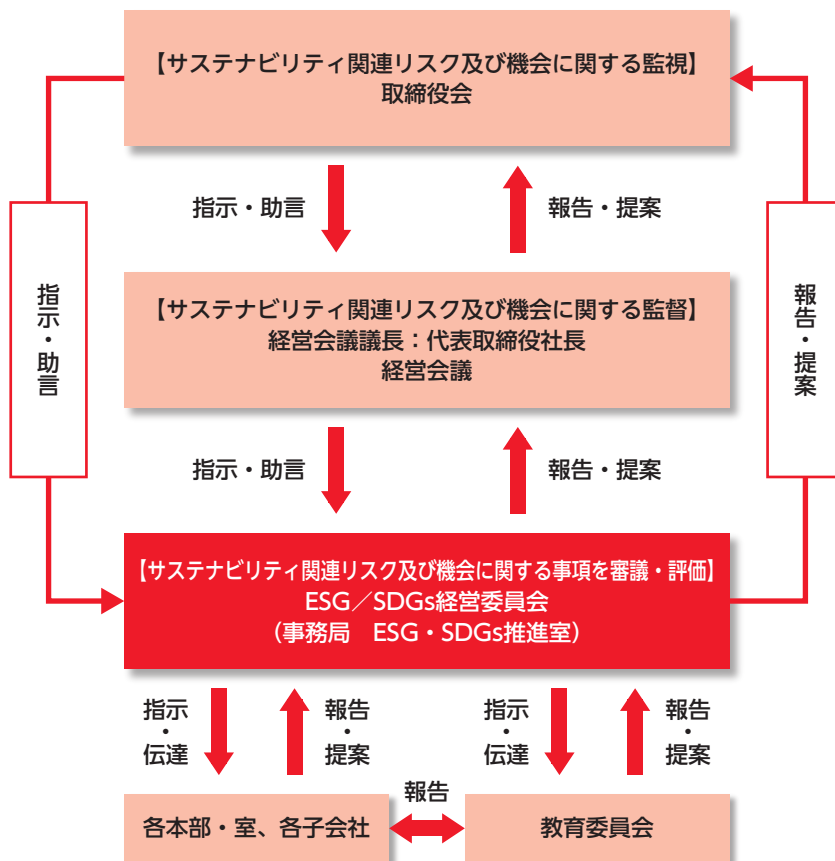 【サステナビリティ関連リスク及び機会に関する監視】
取締役会
指示・助言
報告・提案
指示・助言
報告・提案
【サステナビリティ関連リスク及び機会に関する監督】
経営会議議長：代表取締役社長
経営会議
指示・助言
報告・提案
【サステナビリティ関連リスク及び機会に関する事項を審議・評価】
ESG／SDGs経営委員会
（事務局　ESG・SDGs推進室）
指示
・
伝達
報告
・
提案
指示
・
伝達
報告
・
提案
報告
各本部・室、各子会社
教育委員会